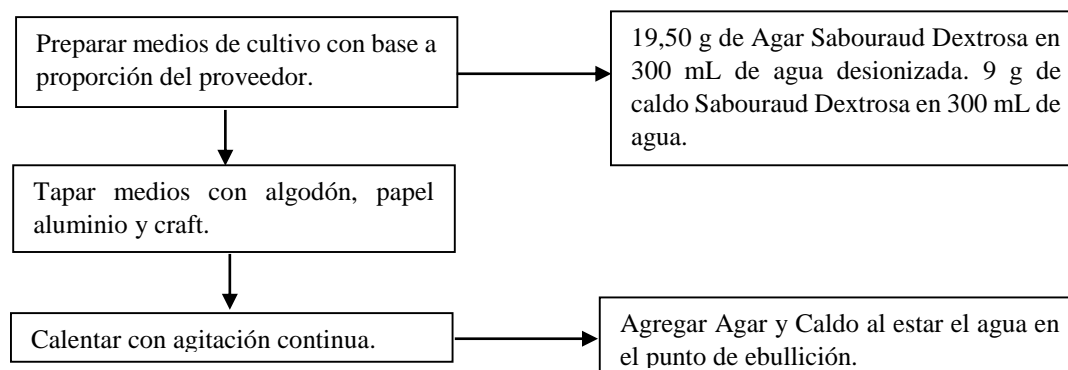 Preparar medios de cultivo con base a
proporción del proveedor.
19,50 g de Agar Sabouraud Dextrosa en
300 mL de agua desionizada. 9 g de
caldo Sabouraud Dextrosa en 300 mL de
agua.
Tapar medios con algodón, papel
aluminio y craft.
Calentar con agitación continua.
Agregar Agar y Caldo al estar el agua en
el punto de ebullición.